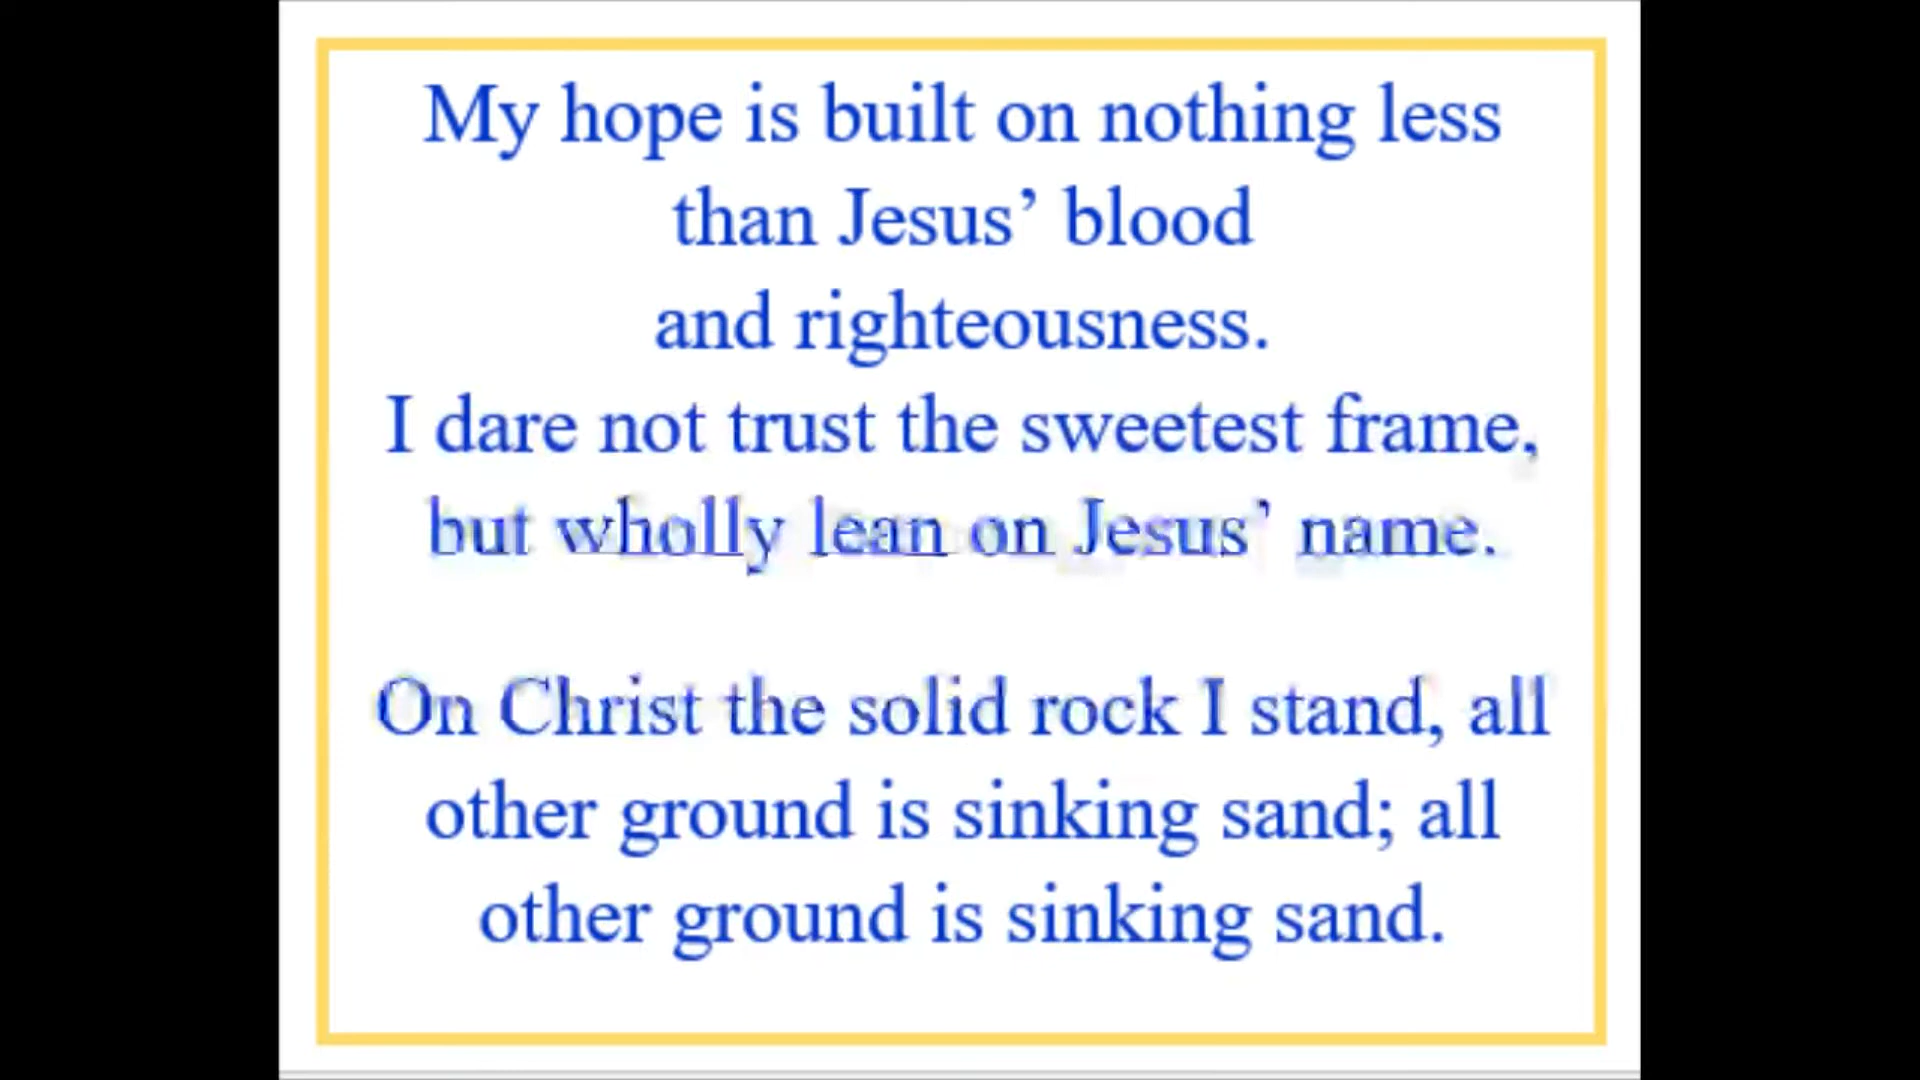 My hope is built on nothing less
than Jesus’ blood
and righteousness.
I dare not trust the sweetest frame,
but wholly lean on Jesus’ name.
On Christ the solid rock I stand, all
other ground is sinking sand; all
other ground is sinking sand.